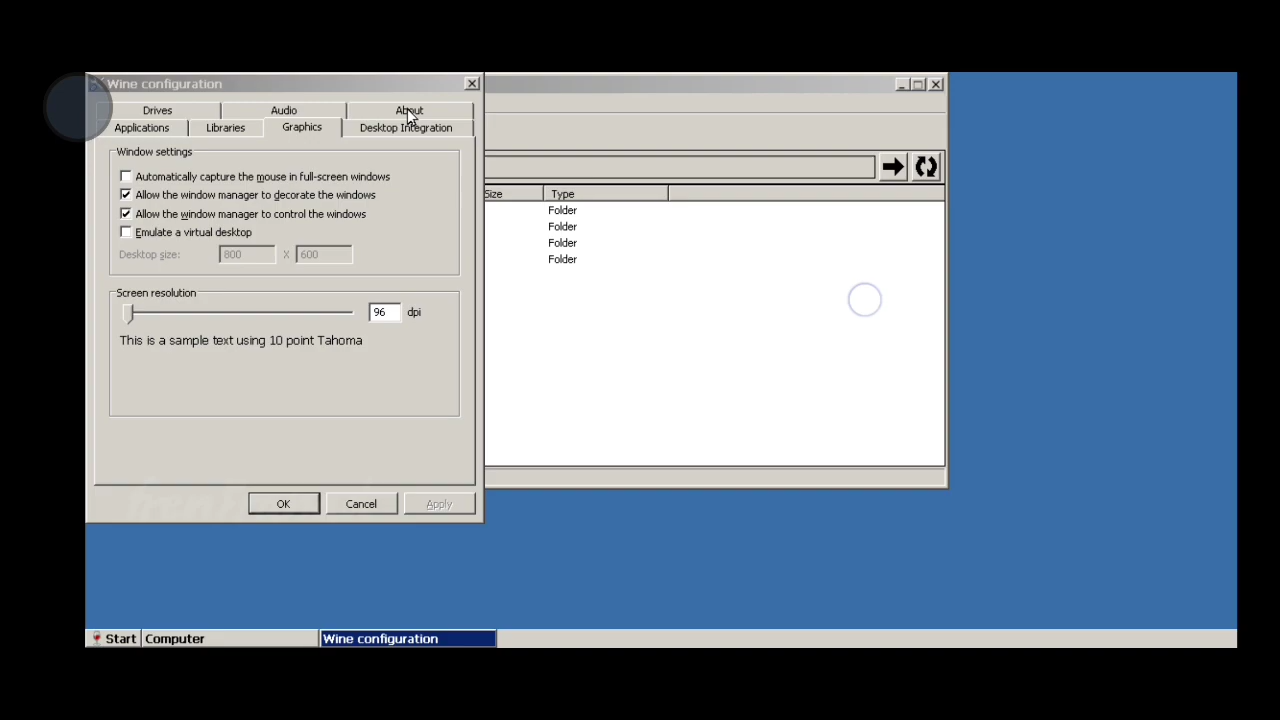 Wine configuration
Drives Audio About
Applications Libraries Graphics Desktop Integration
Window settings
Automatically capture the mouse in full-screen windows
Allow the window manager to decorate the windows
Allow the window manager to control the windows
Emulate a virtual desktop
Desktop size: 800 X 600
Screen resolution
96 dpi
This is a sample text using 10 point Tahoma
OK Cancel Apply
Size Type
Folder
Folder
Folder
Folder
Start Computer Wine configuration